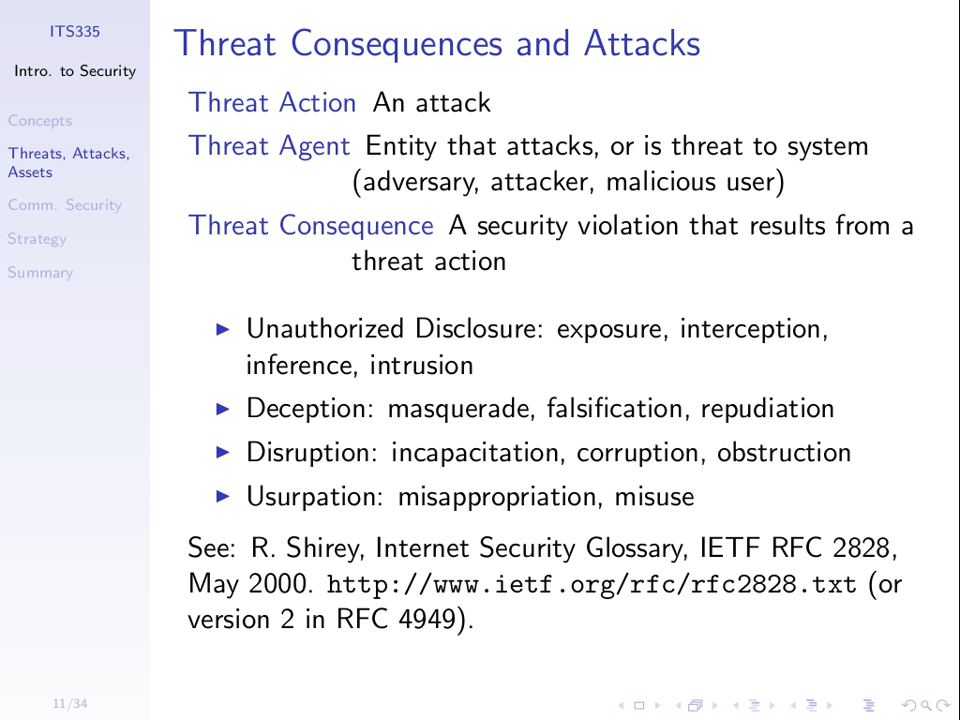 ITS335
Intro. to Security
Concepts
Threats, Attacks,
Assets
Comm. Security
Strategy
Summary
11/34
Threat Consequences and Attacks
Threat Action An attack
Threat Agent Entity that attacks, or is threat to system
(adversary, attacker, malicious user)
Threat Consequence A security violation that results from a
threat action
▶ Unauthorized Disclosure: exposure, interception,
inference, intrusion
▶ Deception: masquerade, falsification, repudiation
▶ Disruption: incapacitation, corruption, obstruction
▶ Usurpation: misappropriation, misuse
See: R. Shirey, Internet Security Glossary, IETF RFC 2828,
May 2000. http://www.ietf.org/rfc/rfc2828.txt (or
version 2 in RFC 4949).